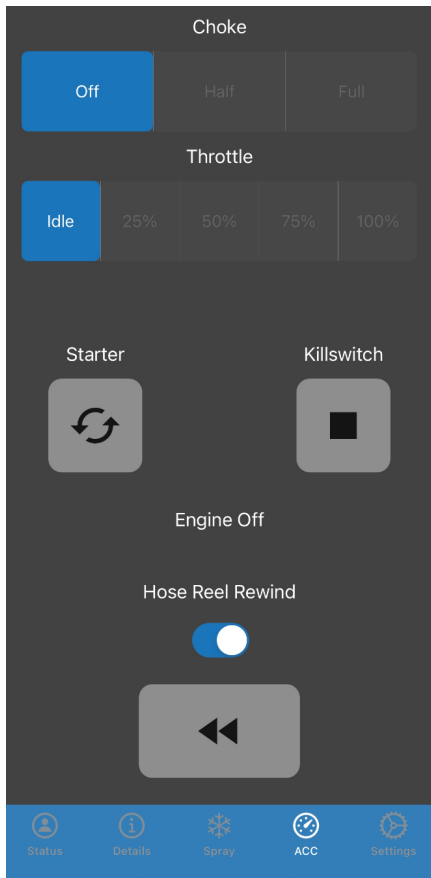 Choke
Off Half Full
Throttle
Idle 25% 50% 75% 100%
Starter Killswitch
Engine Off
Hose Reel Rewind
Status Details Spray ACC Settings